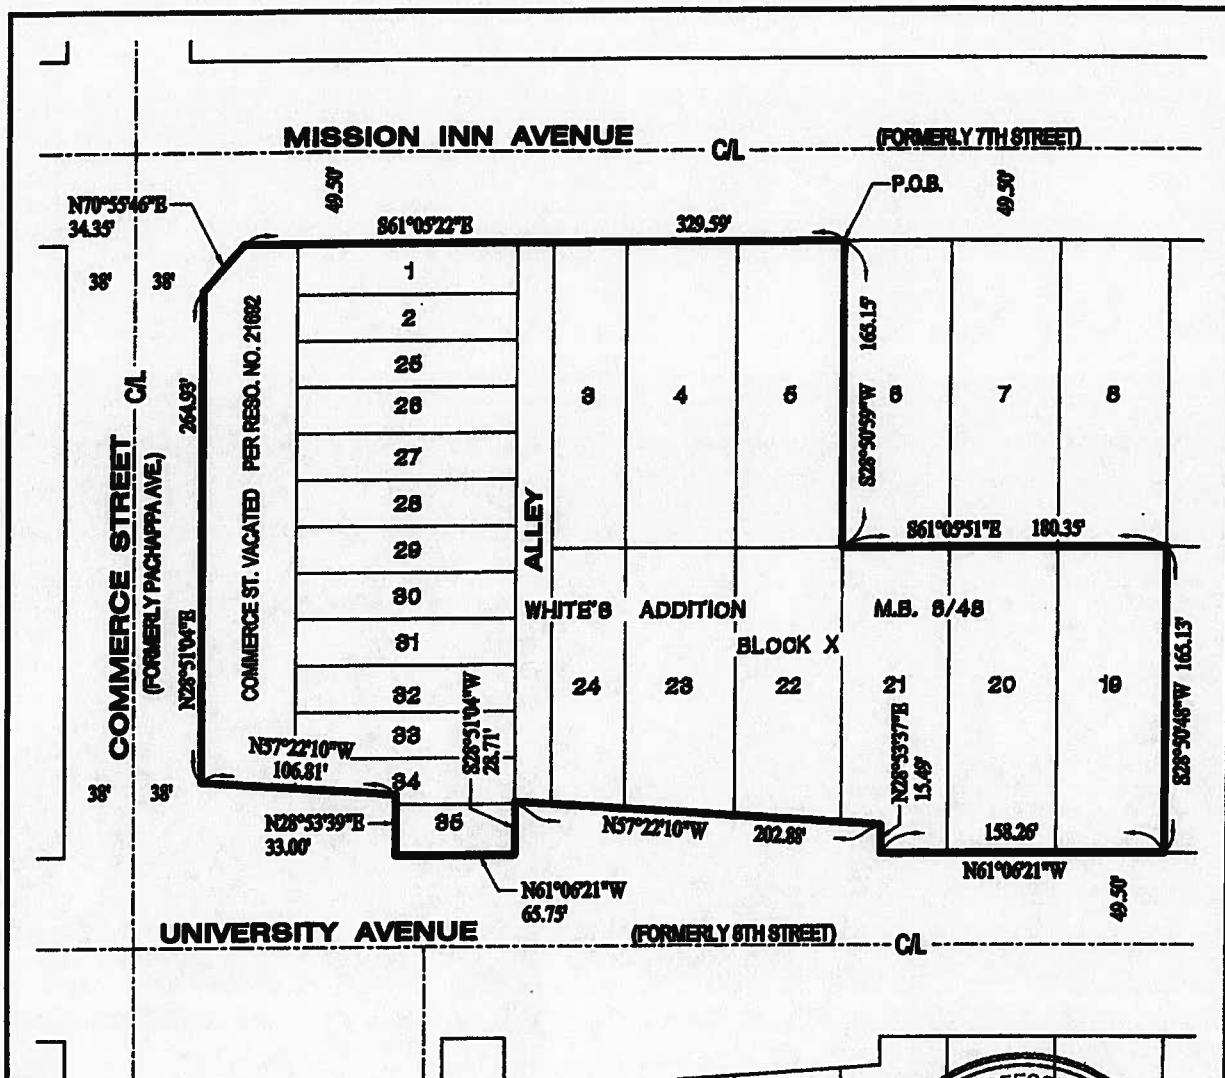 MISSION INN AVENUE
C/L
(FORMERLY 7TH STREET)
49.50'
P.O.B.
49.50'
N70°55'46"E
34.35'
S61°05'22"E
329.59'
38'
38'
COMMERCE STREET
(FORMERLY PACHAPPA AVE.)
C/L
264.93'
N28°51'04"E
COMMERCE ST. VACATED PER RESO. NO. 21692
1
2
25
26
27
28
29
30
31
32
33
34
35
ALLEY
3
4
5
6
7
8
S28°50'59"W 165.15'
S61°05'51"E
180.35'
WHITE'S ADDITION
M.B. 5/48
BLOCK X
24
23
22
21
20
19
S28°50'48"W 165.13'
S28°51'04"W
28.71'
N57°22'10"W
106.81'
38'
38'
N28°53'39"E
33.00'
N57°22'10"W
202.88'
N28°53'37"E
15.49'
158.26'
N61°06'21"W
N61°06'21"W
65.75'
49.50'
UNIVERSITY AVENUE
(FORMERLY 8TH STREET)
C/L